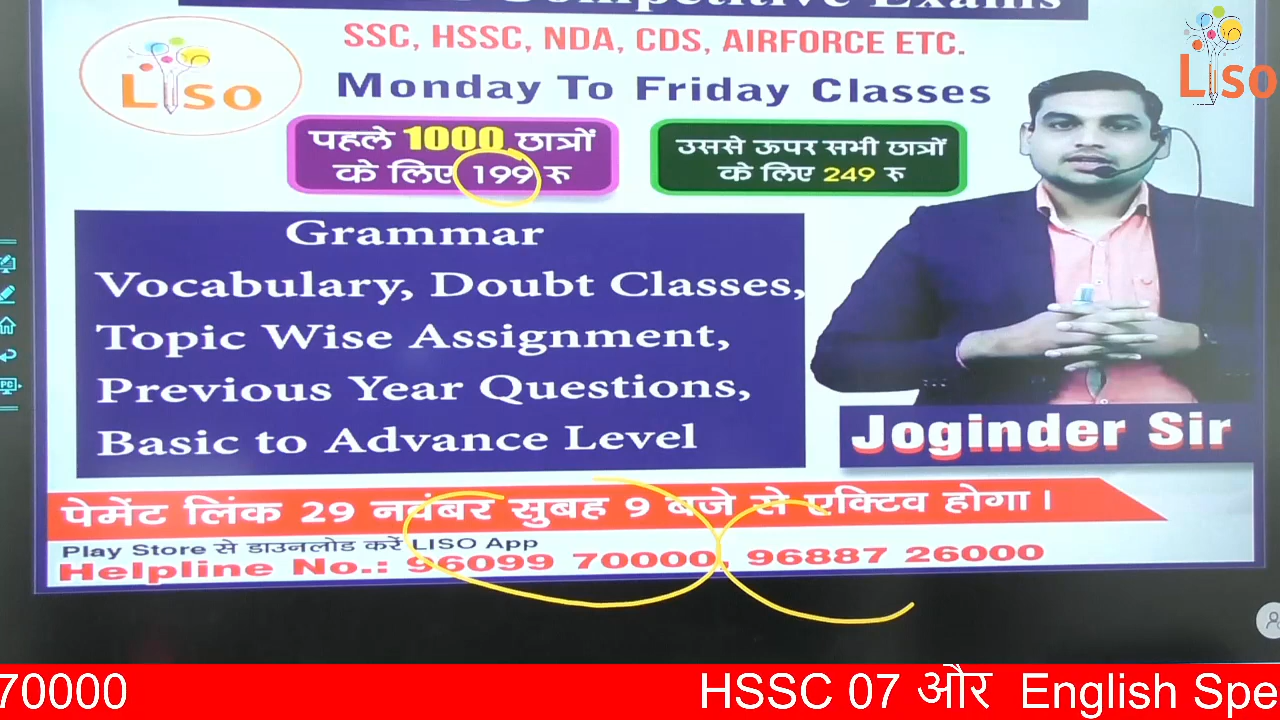 Competitive Exams
SSC, HSSC, NDA, CDS, AIRFORCE ETC.
Liso
Liso
Monday To Friday Classes
पहले 1000 छात्रों
के लिए 199 रु
उससे ऊपर सभी छात्रों
के लिए 249 रु
Grammar
Vocabulary, Doubt Classes,
Topic Wise Assignment,
Previous Year Questions,
Basic to Advance Level
Joginder Sir
पेमेंट लिंक 29 नवंबर सुबह 9 बजे से एक्टिव होगा।
Play Store से डाउनलोड करें LISO App
Helpline No.: 96099 70000, 96887 26000
PC
70000 HSSC 07 और English Spe